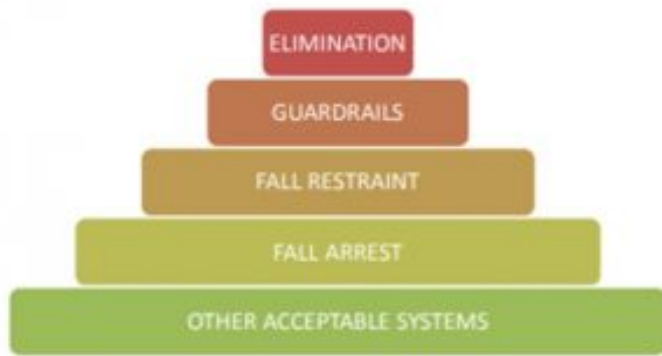 ELIMINATION
GUARDRAILS
FALL RESTRAINT
FALL ARREST
OTHER ACCEPTABLE SYSTEMS